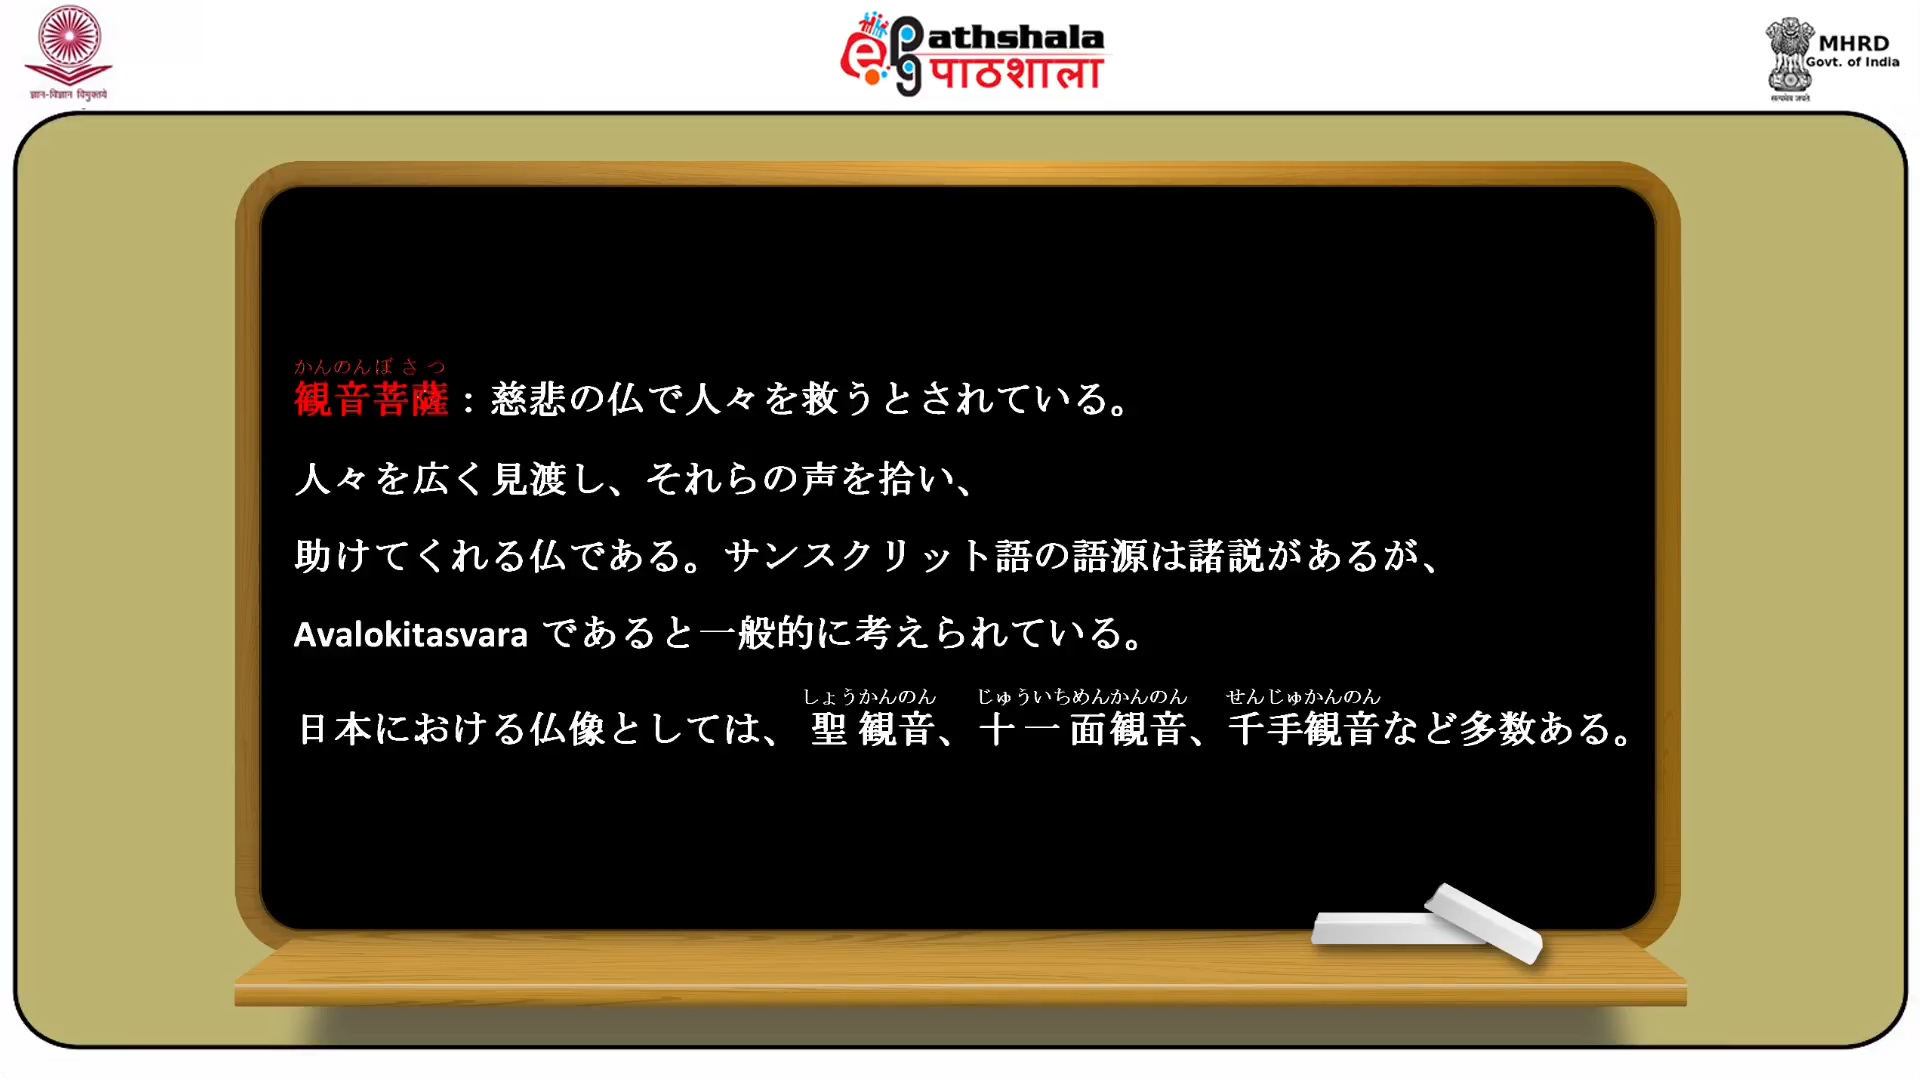 ज्ञान-विज्ञान विमुक्तये
ePGathshala
पाठशाला
MHRD
Govt. of India
सत्यमेव जयते
かんのんぼさつ
観音菩薩：慈悲の仏で人々を救うとされている。
人々を広く見渡し、それらの声を拾い、
助けてくれる仏である。サンスクリット語の語源は諸説があるが、
Avalokitasvara であると一般的に考えられている。
しょうかんのん じゅういちめんかんのん せんじゅかんのん
日本における仏像としては、聖観音、十一面観音、千手観音など多数ある。